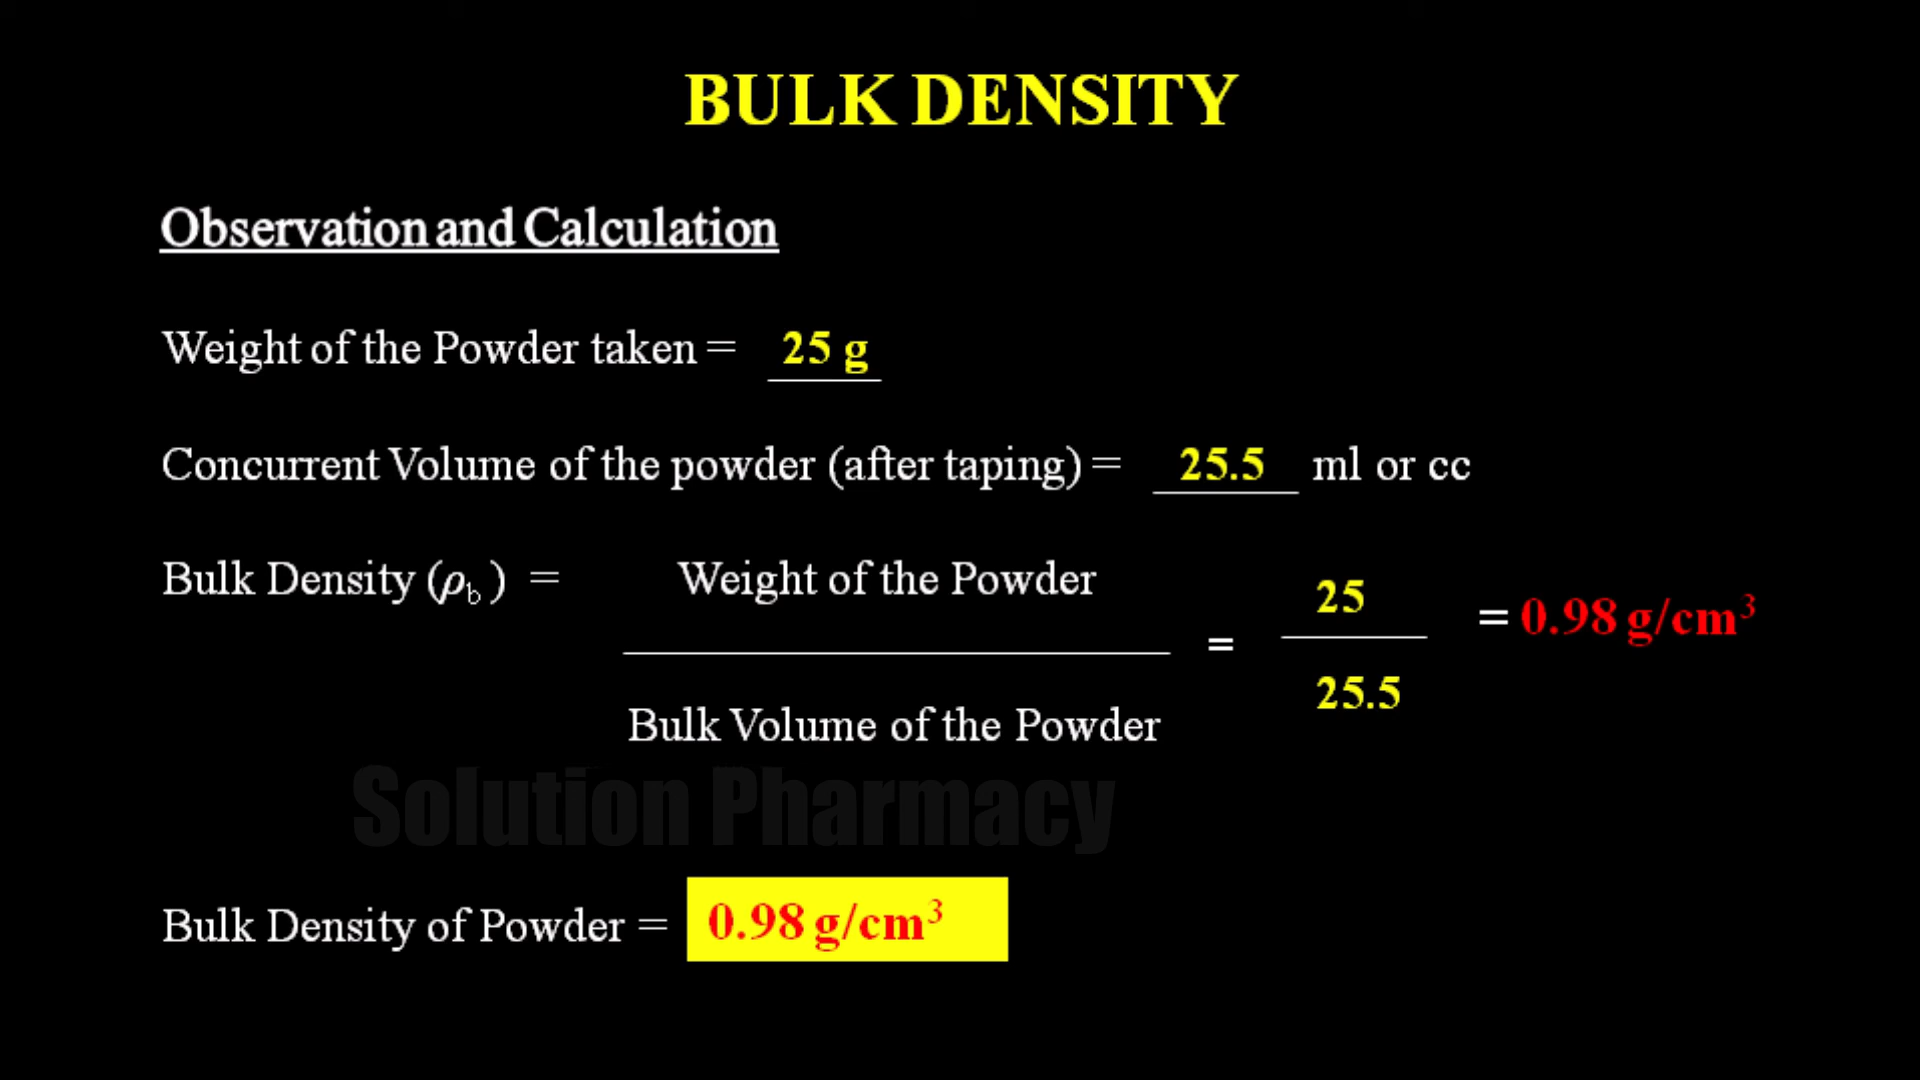 BULK DENSITY
Observation and Calculation
Weight of the Powder taken = 25 g
Concurrent Volume of the powder (after taping) = 25.5 ml or cc
Bulk Density (ρb) = Weight of the Powder
Bulk Volume of the Powder
= 25
25.5
= 0.98 g/cm³
Solution Pharmacy
Bulk Density of Powder = 0.98 g/cm³